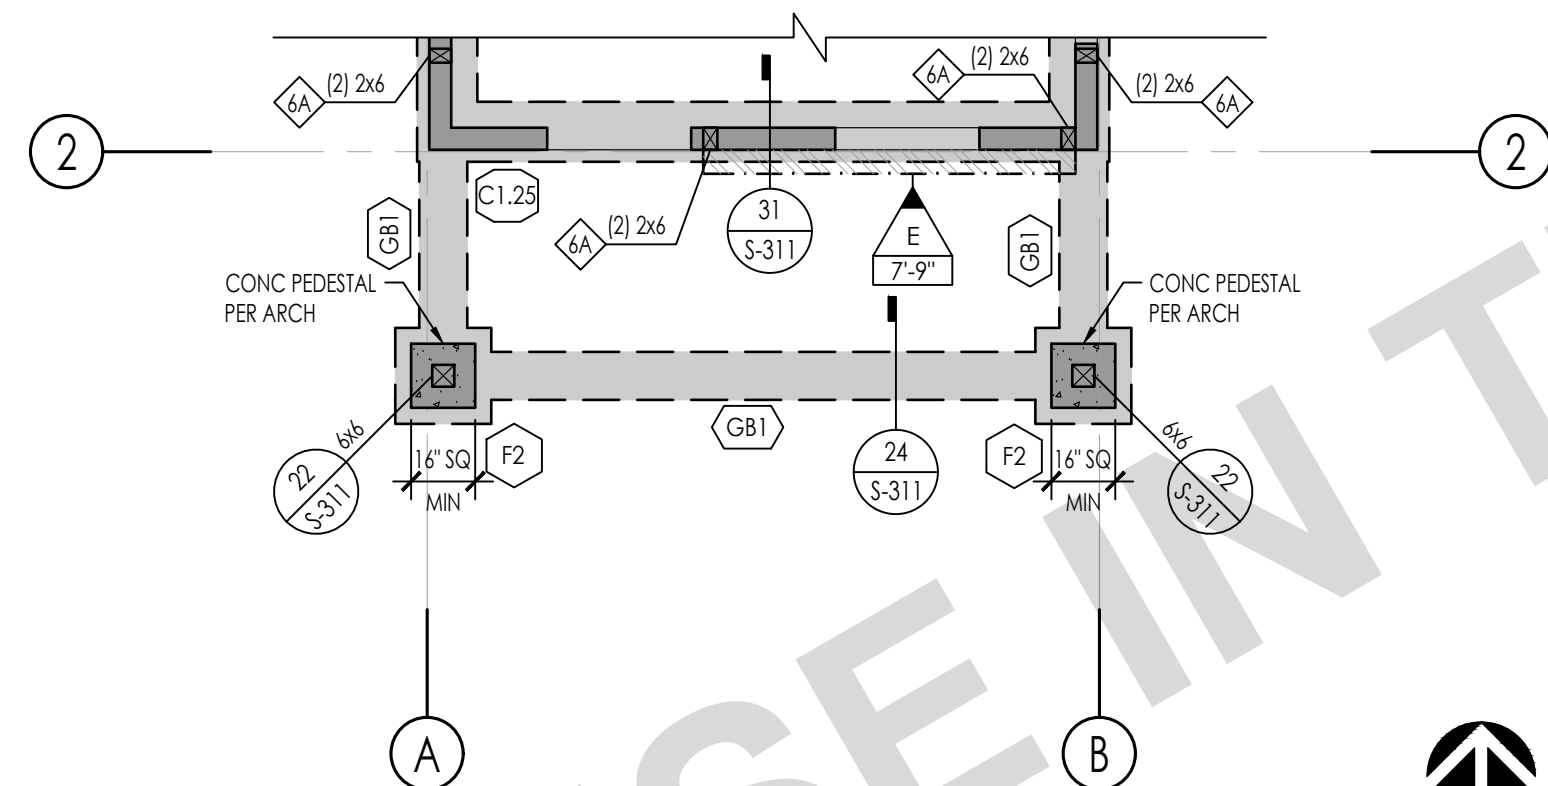 (2) 2x6
6A
(2) 2x6
6A
(2) 2x6
6A
2
2
C1.25
GB1
31
S-311
(2) 2x6
6A
E
7'-9"
GB1
CONC PEDESTAL
PER ARCH
CONC PEDESTAL
PER ARCH
GB1
6x6
22
S-311
16" SQ
MIN
F2
24
S-311
F2
16" SQ
MIN
6x6
22
S-311
A
B
SE IN